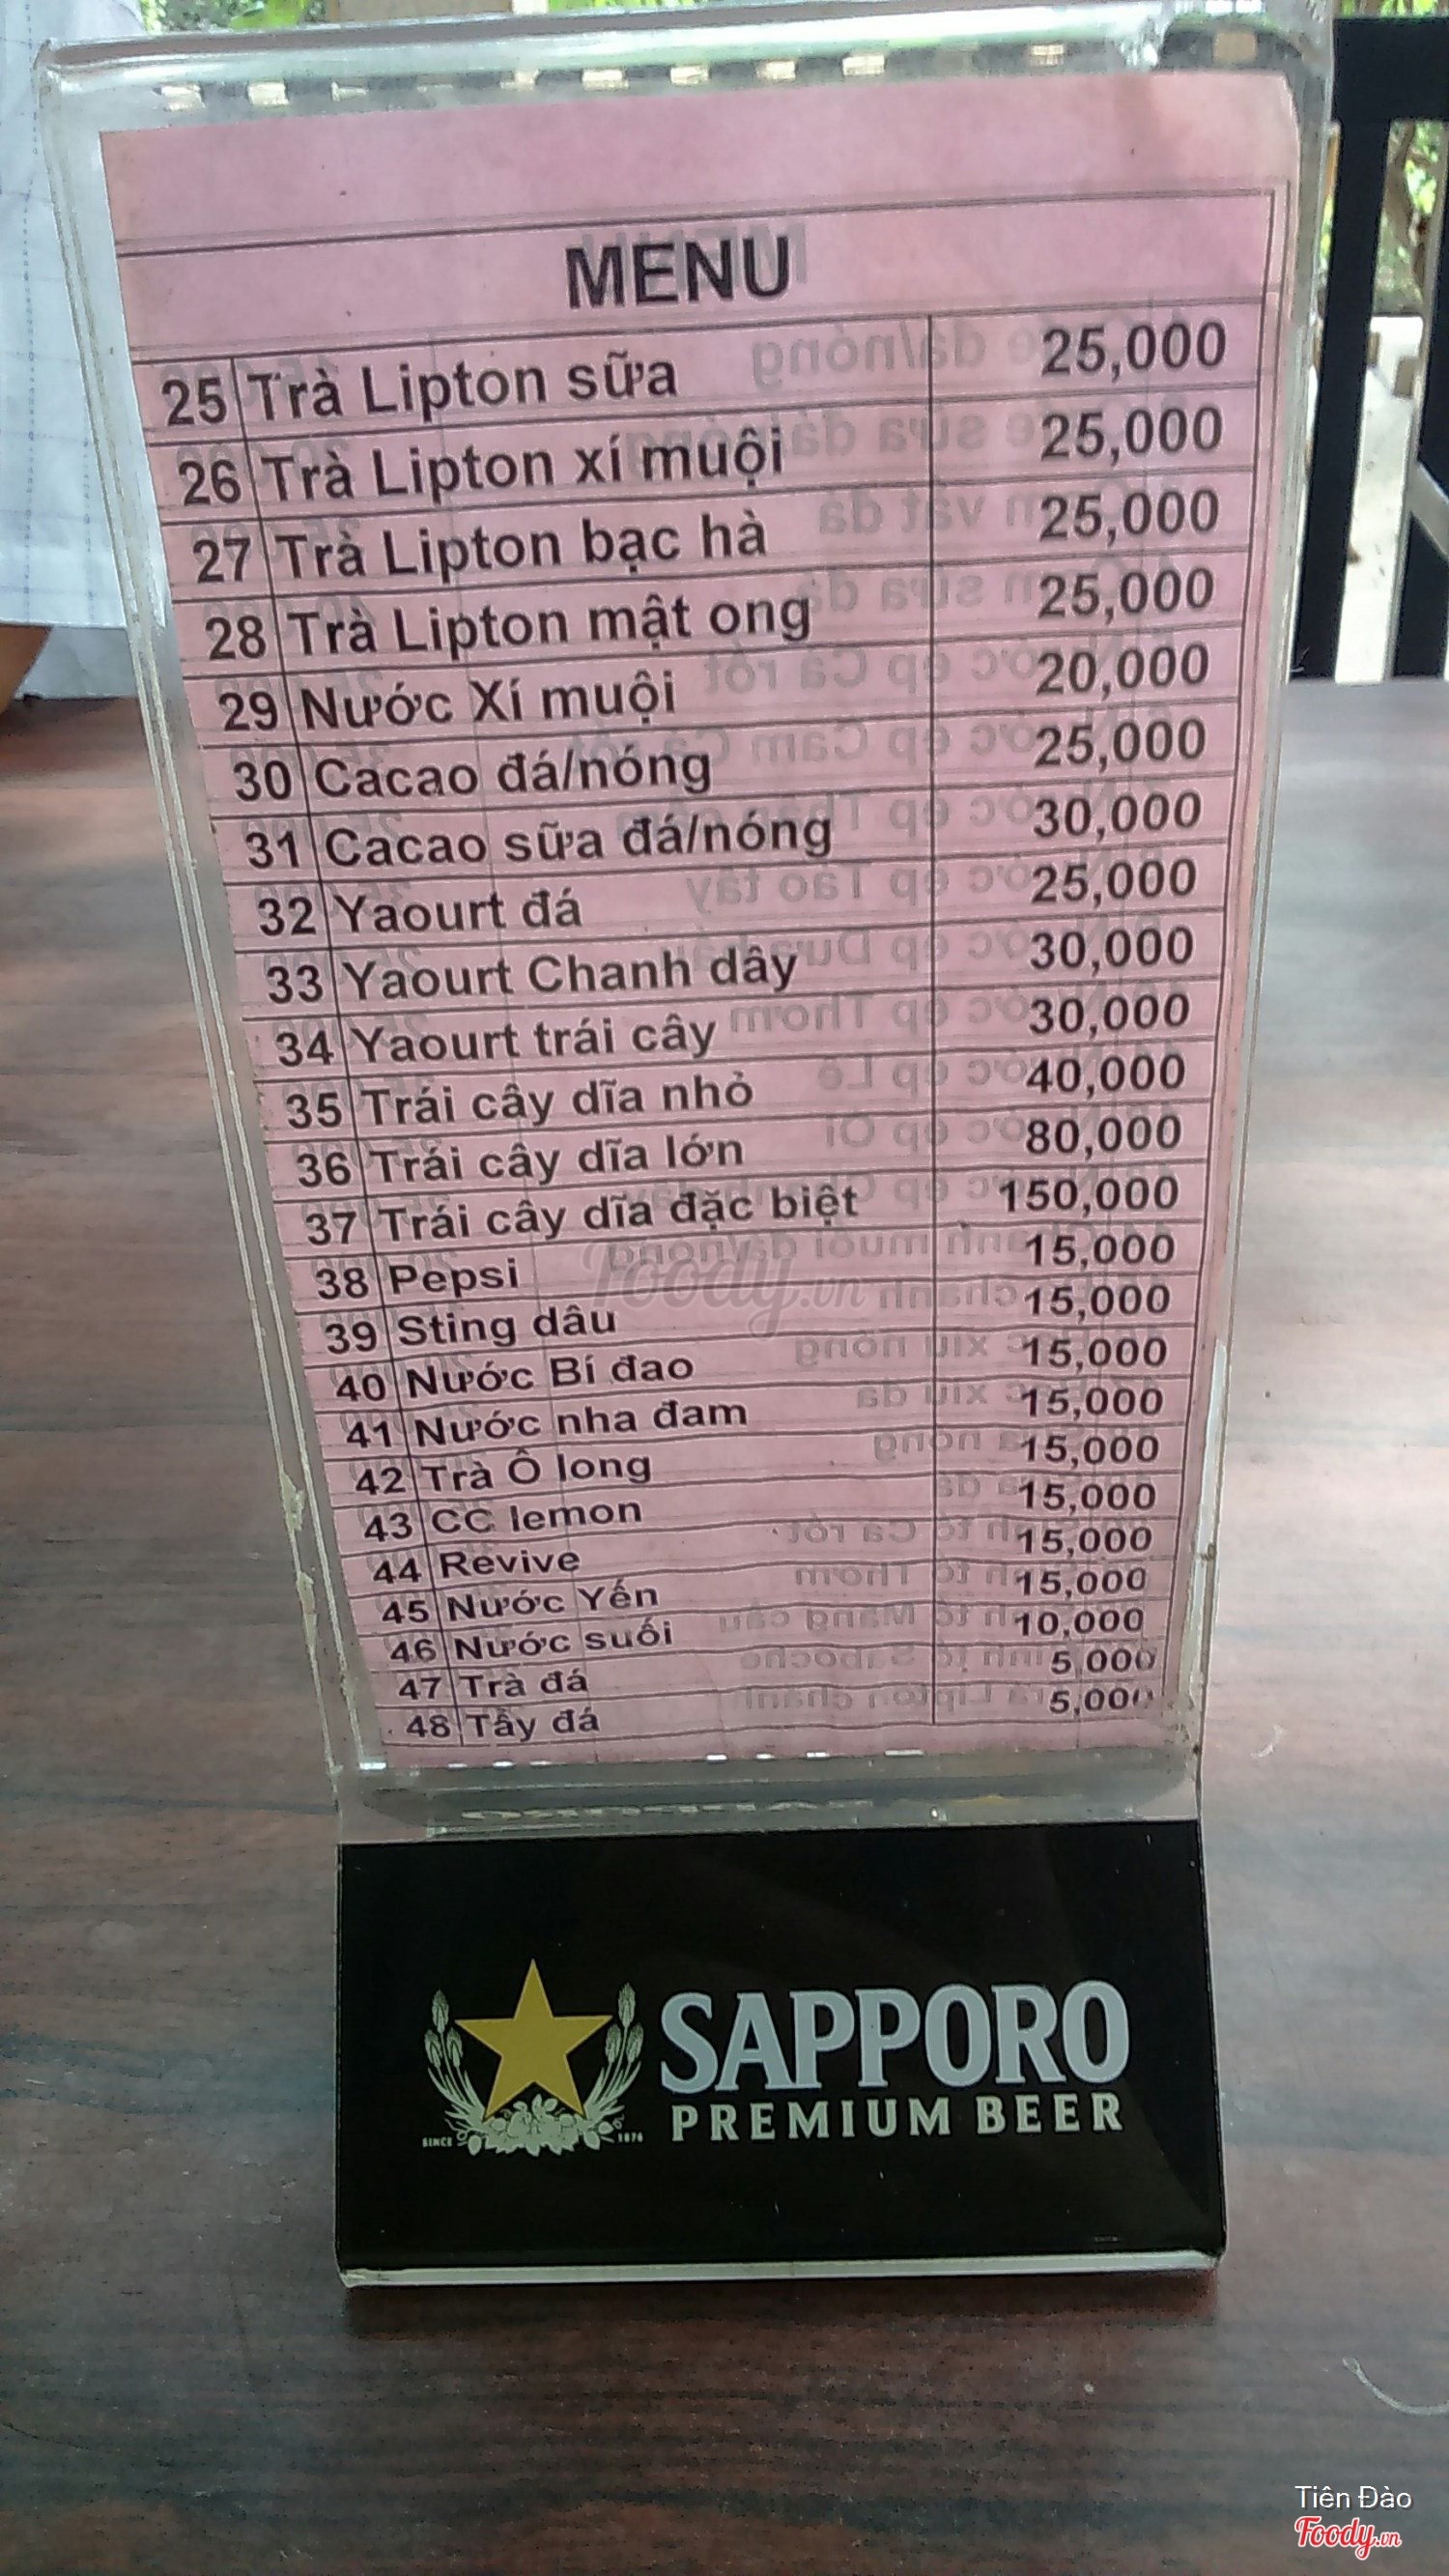 MENU
25 Trà Lipton sữa 25,000
26 Trà Lipton xí muội 25,000
27 Trà Lipton bạc hà 25,000
28 Trà Lipton mật ong 25,000
29 Nước Xí muội 20,000
30 Cacao đá/nóng 25,000
31 Cacao sữa đá/nóng 30,000
32 Yaourt đá 25,000
33 Yaourt Chanh dây 30,000
34 Yaourt trái cây 30,000
35 Trái cây dĩa nhỏ 40,000
36 Trái cây dĩa lớn 80,000
37 Trái cây dĩa đặc biệt 150,000
38 Pepsi 15,000
39 Sting dâu 15,000
40 Nước Bí đao 15,000
41 Nước nha đam 15,000
42 Trà Ô long 15,000
43 CC lemon 15,000
44 Revive 15,000
45 Nước Yến 15,000
46 Nước suối 10,000
47 Trà đá 5,000
48 Tẩy đá 5,000
Foody.vn
SAPPORO
PREMIUM BEER
SINCE 1876
Tiên Đào
Foody.vn